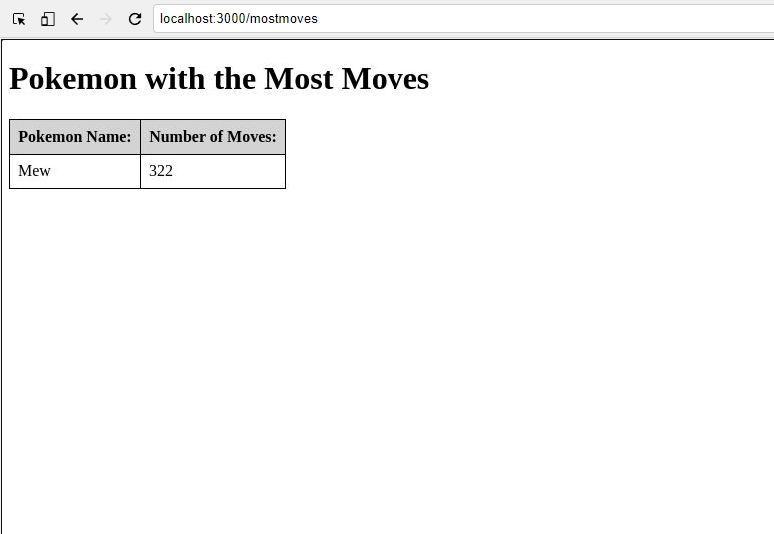 localhost:3000/mostmoves
Pokemon with the Most Moves
Pokemon Name: Number of Moves:
Mew 322